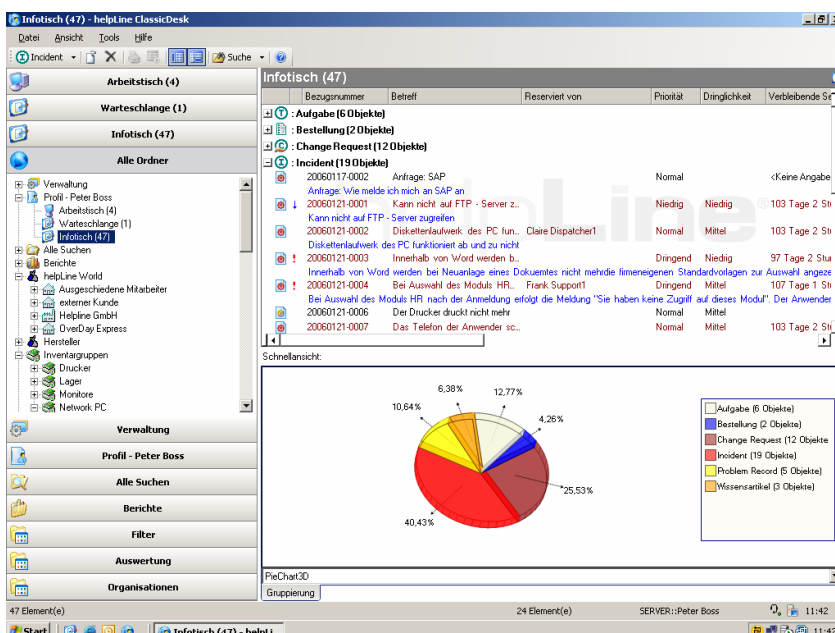 Infotisch (47) - helpLine ClassicDesk
Datei Ansicht Tools Hilfe
Incident Suche
Arbeitstisch (4)
Warteschlange (1)
Infotisch (47)
Alle Ordner
Verwaltung
Profil - Peter Boss
Arbeitstisch (4)
Warteschlange (1)
Infotisch (47)
Alle Suchen
Berichte
helpLine World
Ausgeschiedene Mitarbeiter
externer Kunde
Helpline GmbH
OverDay Express
Hersteller
Inventargruppen
Drucker
Lager
Monitore
Network PC
Verwaltung
Profil - Peter Boss
Alle Suchen
Berichte
Filter
Auswertung
Organisationen
Infotisch (47)
Bezugsnummer Betreff Reserviert von Priorität Dringlichkeit Verbleibende Se
: Aufgabe (6 Objekte)
: Bestellung (2 Objekte)
: Change Request (12 Objekte)
: Incident (19 Objekte)
20060117-0002 Anfrage: SAP Normal <Keine Angabe
Anfrage: Wie melde ich mich an SAP an
20060121-0001 Kann nicht auf FTP - Server z... Niedrig Niedrig 103 Tage 2 Stu
Kann nicht auf FTP - Server zugreifen
20060121-0002 Diskettenlaufwerk des PC fun... Claire Dispatcher1 Normal Mittel 103 Tage 2 Stu
Diskettenlaufwerk des PC funktioniert ab und zu nicht
20060121-0003 Innerhalb von Word werden b... Dringend Niedrig 97 Tage 2 Stun
Innerhalb von Word werden bei Neuanlage eines Dokuemtes nicht mehrdie firmeneigenen Standardvorlagen zur Auswahl angeze
20060121-0004 Bei Auswahl des Moduls HR... Frank Support1 Dringend Mittel 107 Tage 1 Stu
Bei Auswahl des Moduls HR nach der Anmeldung erfolgt die Meldung "Sie haben keine Zugriff auf dieses Modul". Der Anwender
20060121-0006 Der Drucker druckt nicht mehr Normal Mittel
20060121-0007 Das Telefon der Anwender sc... Normal Mittel 103 Tage 2 Stu
Schnellansicht:
6,38%
12,77%
10,64%
4,26%
25,53%
40,43%
Aufgabe (6 Objekte)
Bestellung (2 Objekte)
Change Request (12 Objekte
Incident (19 Objekte)
Problem Record (5 Objekte)
Wissensartikel (3 Objekte)
PieChart3D
Gruppierung
47 Element(e) 24 Element(e) SERVER::Peter Boss 11:42
Start Infotisch (47) - helpLi... 11:42